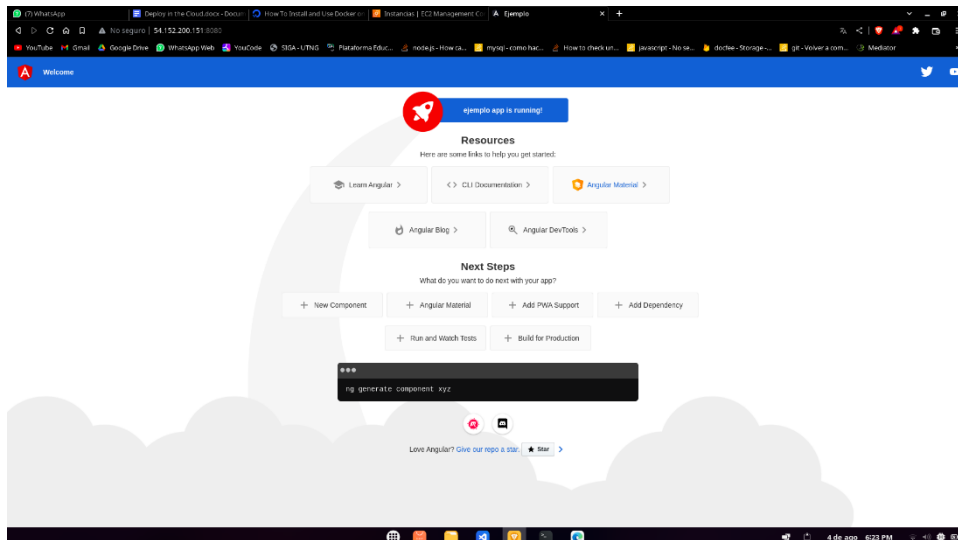 (7) WhatsApp
Deploy in the Cloud.docx - Docum
How To Install and Use Docker on
Instancias | EC2 Management Co
Ejemplo
No seguro | 54.152.200.151:8080
YouTube
Gmail
Google Drive
WhatsApp Web
YouCode
SIGA - UTNG
Plataforma Educ...
node.js - How ca...
mysql - como hac...
How to check un...
javascript - No se...
docfee - Storage -...
git - Volver a com...
Mediator
Welcome
ejemplo app is running!
Resources
Here are some links to help you get started:
Learn Angular
CLI Documentation
Angular Material
Angular Blog
Angular DevTools
Next Steps
What do you want to do next with your app?
New Component
Angular Material
Add PWA Support
Add Dependency
Run and Watch Tests
Build for Production
ng generate component xyz
Love Angular? Give our repo a star. Star
4 de ago 6:23 PM